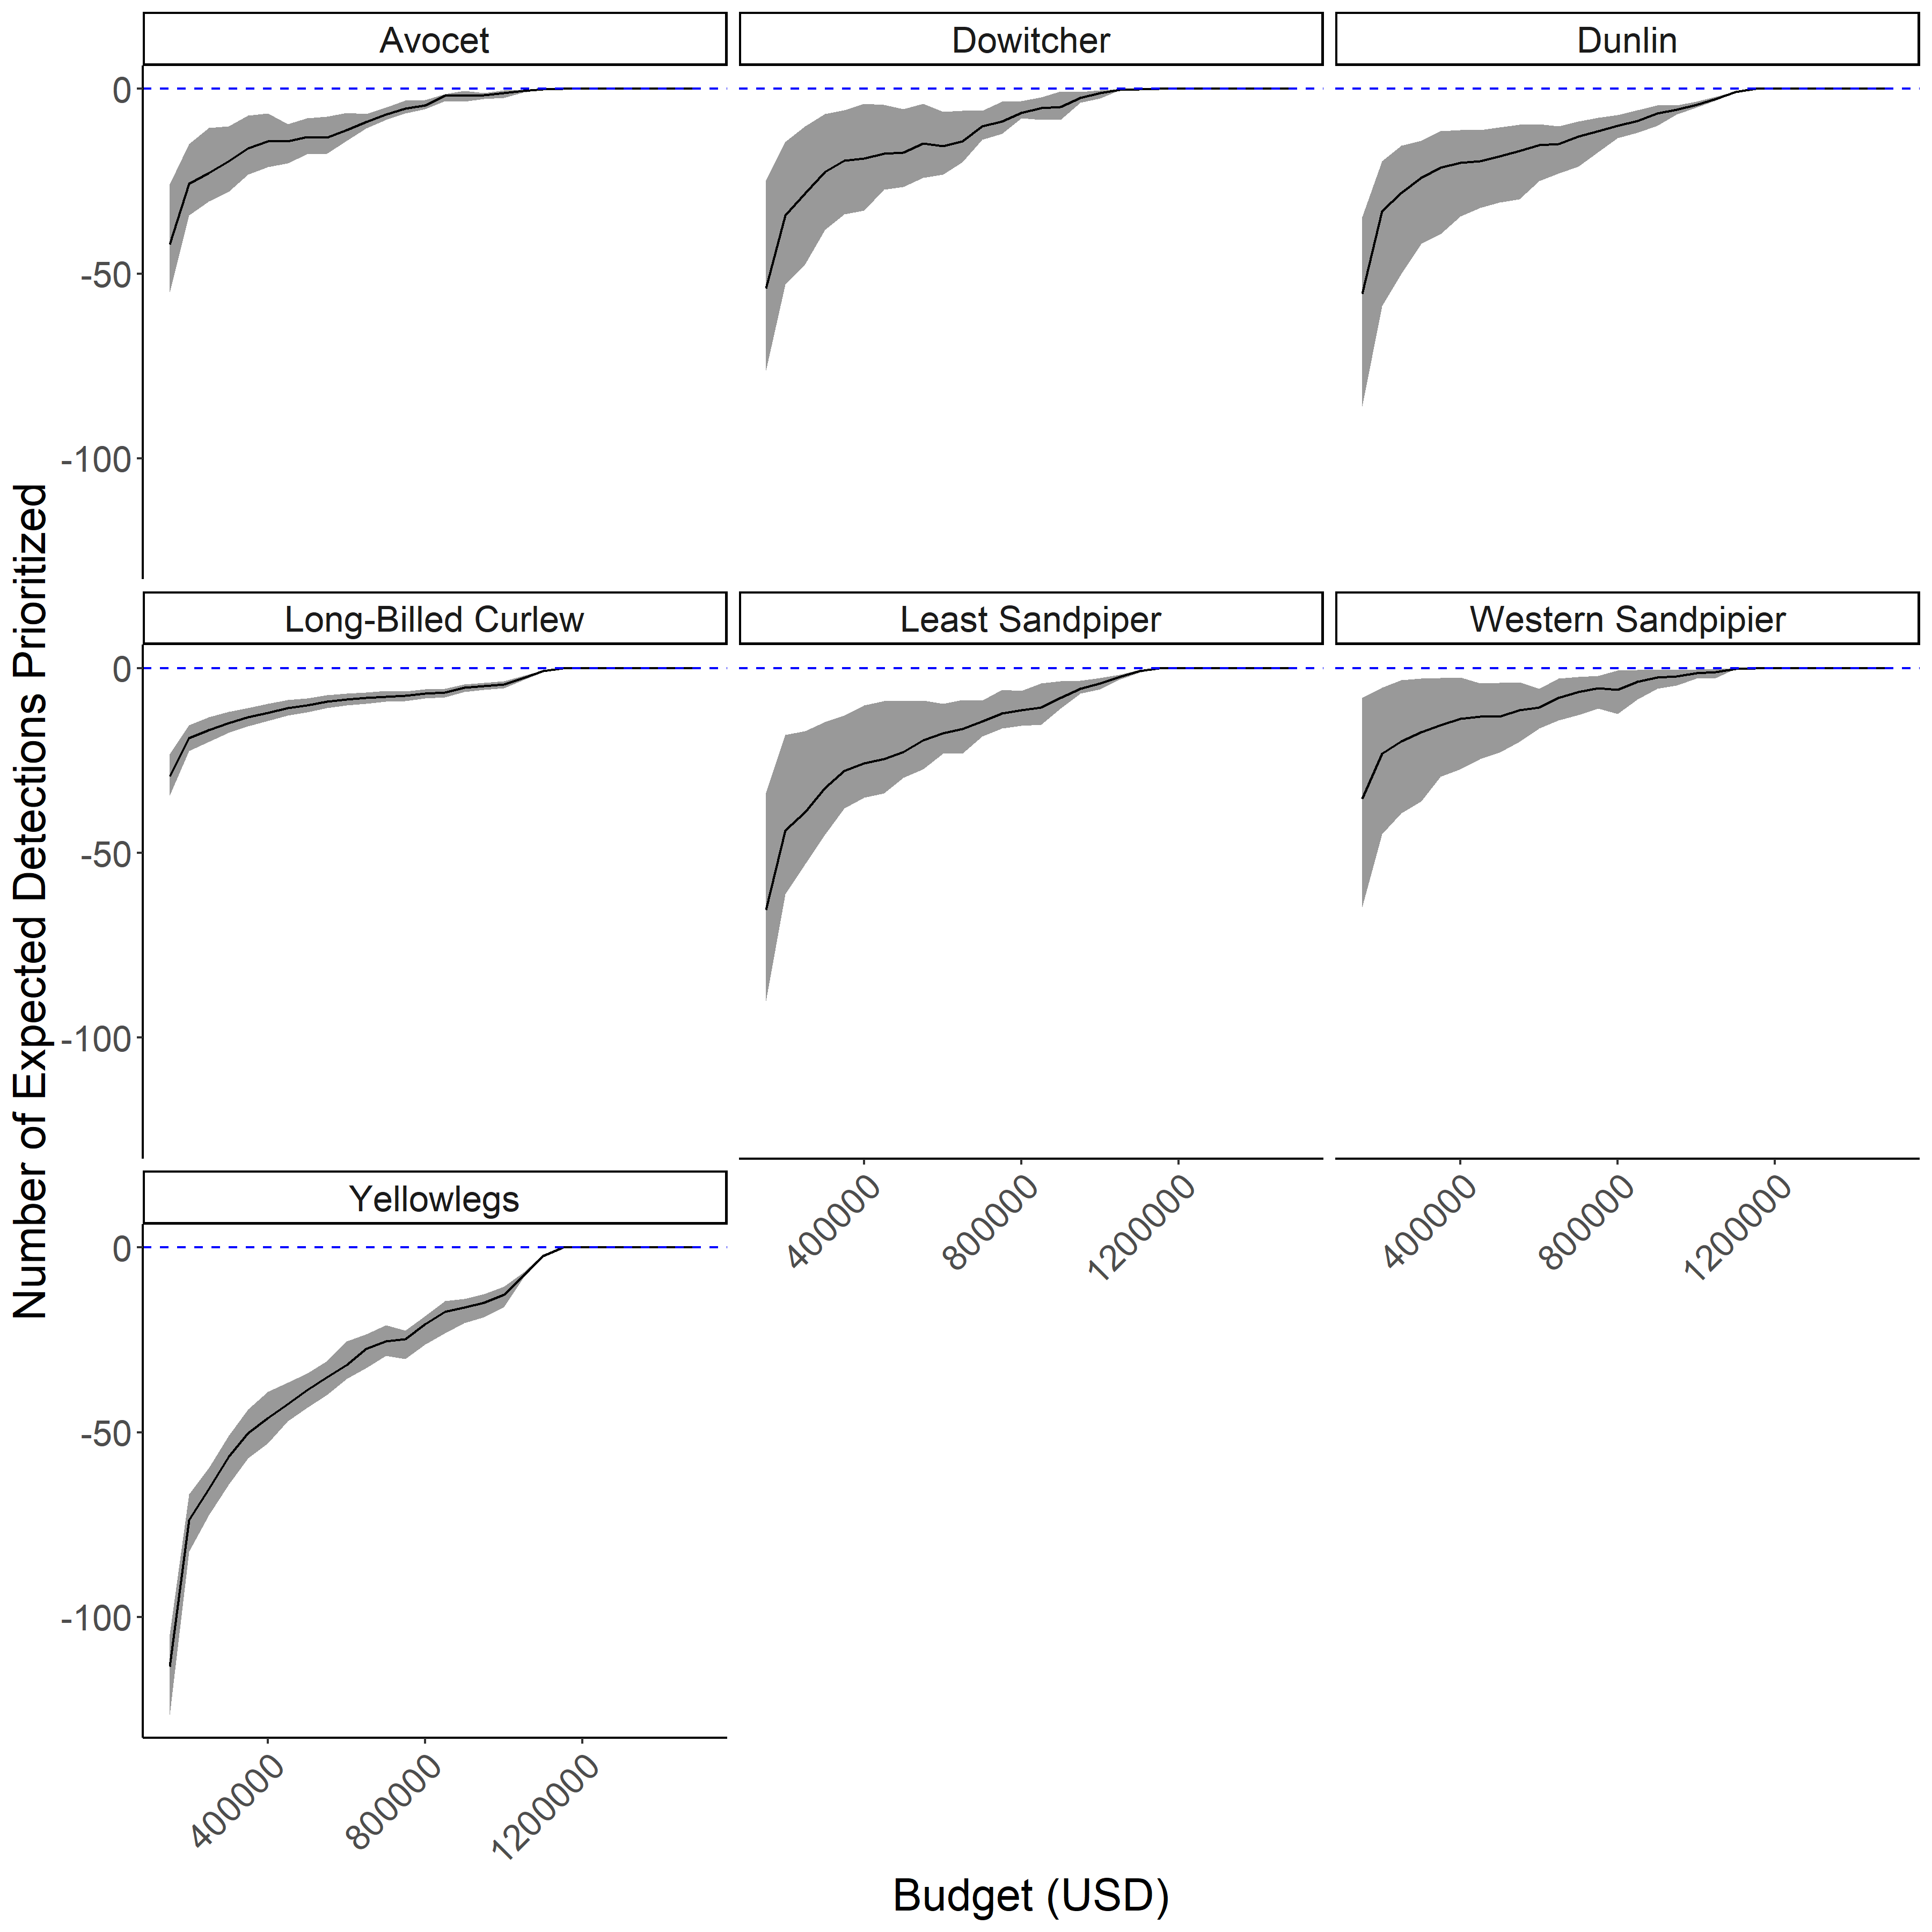 Avocet
Dowitcher
Dunlin
0
-50
-100
Long-Billed Curlew
Least Sandpiper
Western Sandpipier
0
-50
-100
400000
800000
1200000
400000
800000
1200000
Yellowlegs
0
-50
-100
400000
800000
1200000
Number of Expected Detections Prioritized
Budget (USD)